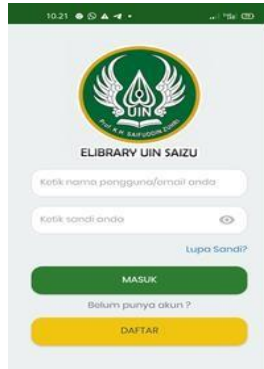 10.21
UIN
Prof. K.H. SAIFUDDIN ZUHRI
ELIBRARY UIN SAIZU
Ketik nama pengguna/email anda
Ketik sandi anda
Lupa Sandi?
MASUK
Belum punya akun ?
DAFTAR